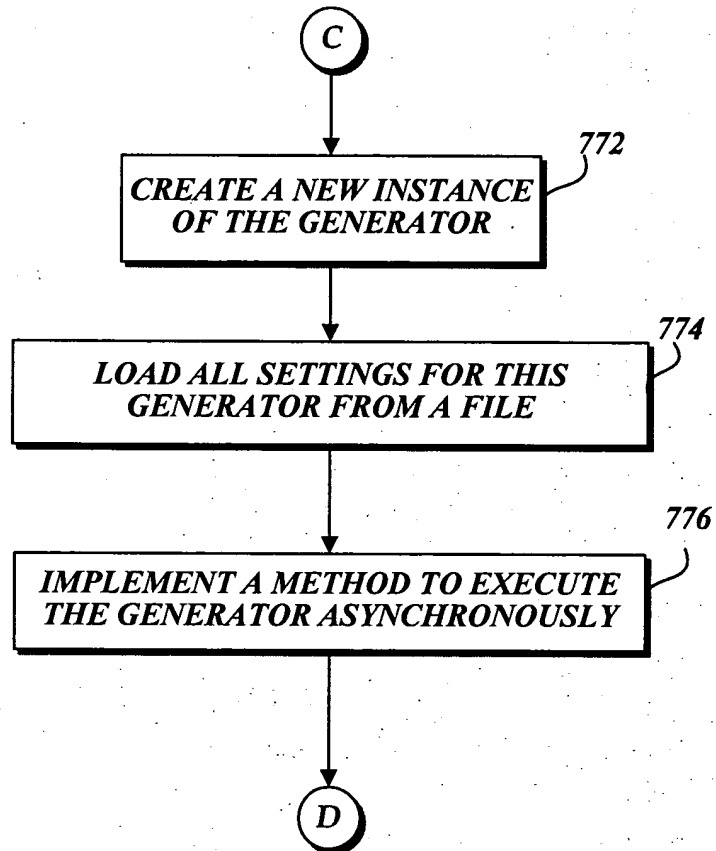 C
772
CREATE A NEW INSTANCE
OF THE GENERATOR
774
LOAD ALL SETTINGS FOR THIS
GENERATOR FROM A FILE
776
IMPLEMENT A METHOD TO EXECUTE
THE GENERATOR ASYNCHRONOUSLY
D